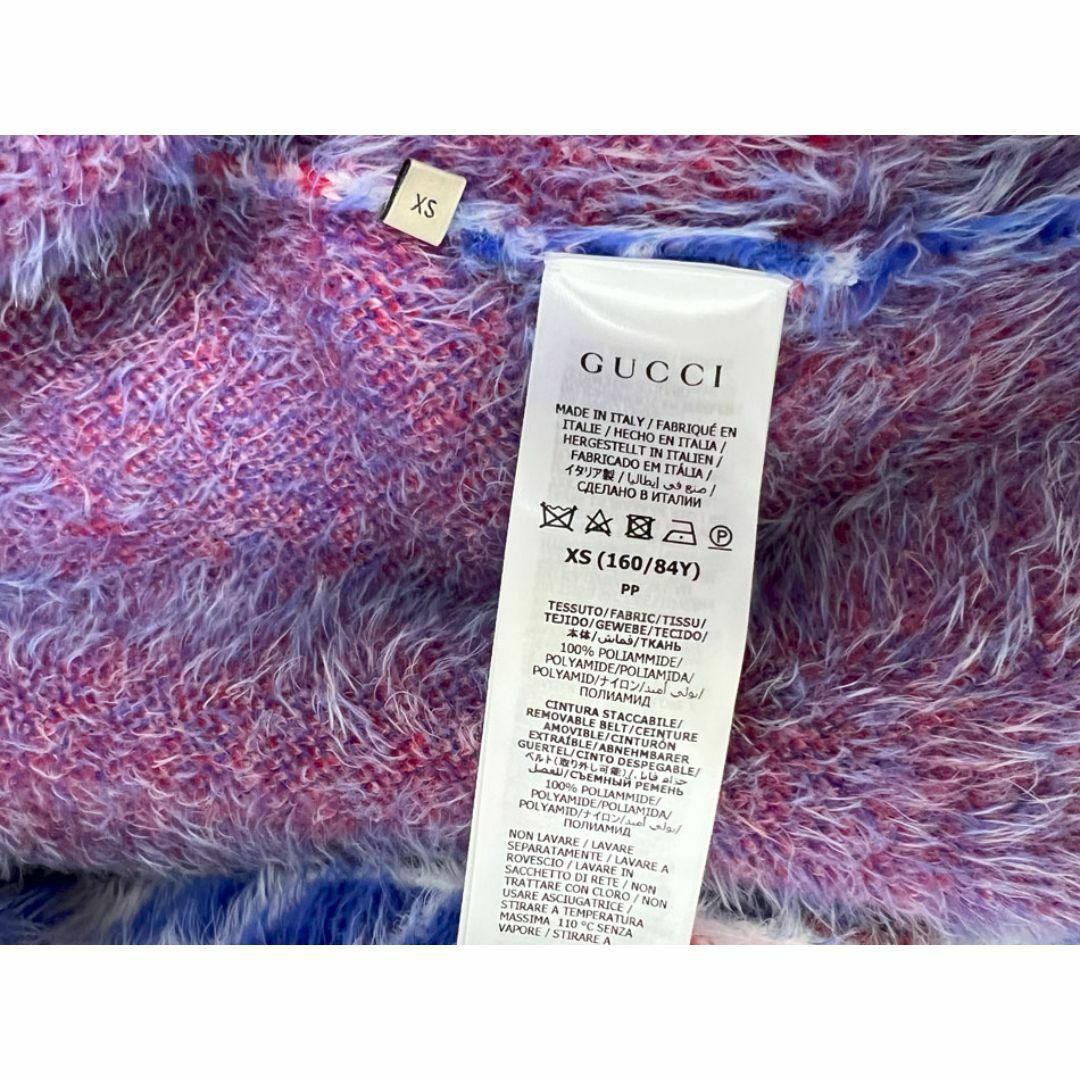 XS
GUCCI
MADE IN ITALY / FABRIQUÉ EN
ITALIE / HECHO EN ITALIA /
HERGESTELLT IN ITALIEN /
FABRICADO EM ITÁLIA /
イタリア製 / صنع في إيطاليا /
СДЕЛАНО В ИТАЛИИ
P
XS (160/84Y)
PP
TESSUTO/FABRIC/TISSU/
TEJIDO/GEWEBE/TECIDO/
本体/قماش/ТКАНЬ
100% POLIAMMIDE/
POLYAMIDE/POLIAMIDA/
POLYAMID/ナイロン/بولي أميد/
ПОЛИАМИД
CINTURA STACCABILE/
REMOVABLE BELT/CEINTURE
AMOVIBLE/CINTURÓN
EXTRAÍBLE/ABNEHMBARER
GUERTEL/CINTO DESPEGABLE/
ベルト(取り外し可能)/حزام قابل
للفصل/СЪЕМНЫЙ РЕМЕНЬ
100% POLIAMMIDE/
POLYAMIDE/POLIAMIDA/
POLYAMID/ナイロン/بولي أميد/
ПОЛИАМИД
NON LAVARE / LAVARE
SEPARATAMENTE / LAVARE A
ROVESCIO / LAVARE IN
SACCHETTO DI RETE / NON
TRATTARE CON CLORO / NON
USARE ASCIUGATRICE /
STIRARE A TEMPERATURA
MASSIMA 110 °C SENZA
VAPORE / STIRARE A